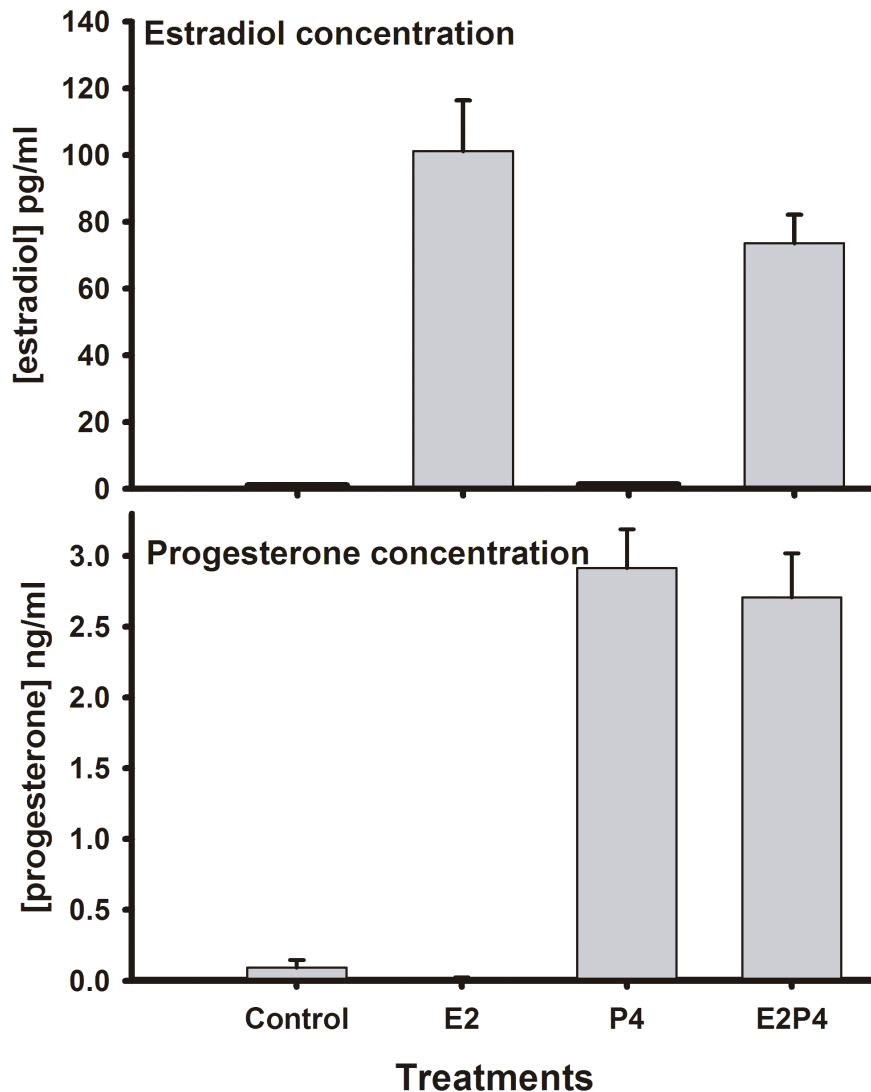 Estradiol concentration
[estradiol] pg/ml
140
120
100
80
60
40
20
0
Progesterone concentration
[progesterone] ng/ml
3.0
2.5
2.0
1.5
1.0
0.5
0.0
Control E2 P4 E2P4
Treatments